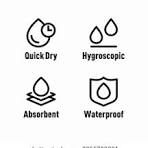 Quick Dry
Hygroscopic
Absorbent
Waterproof